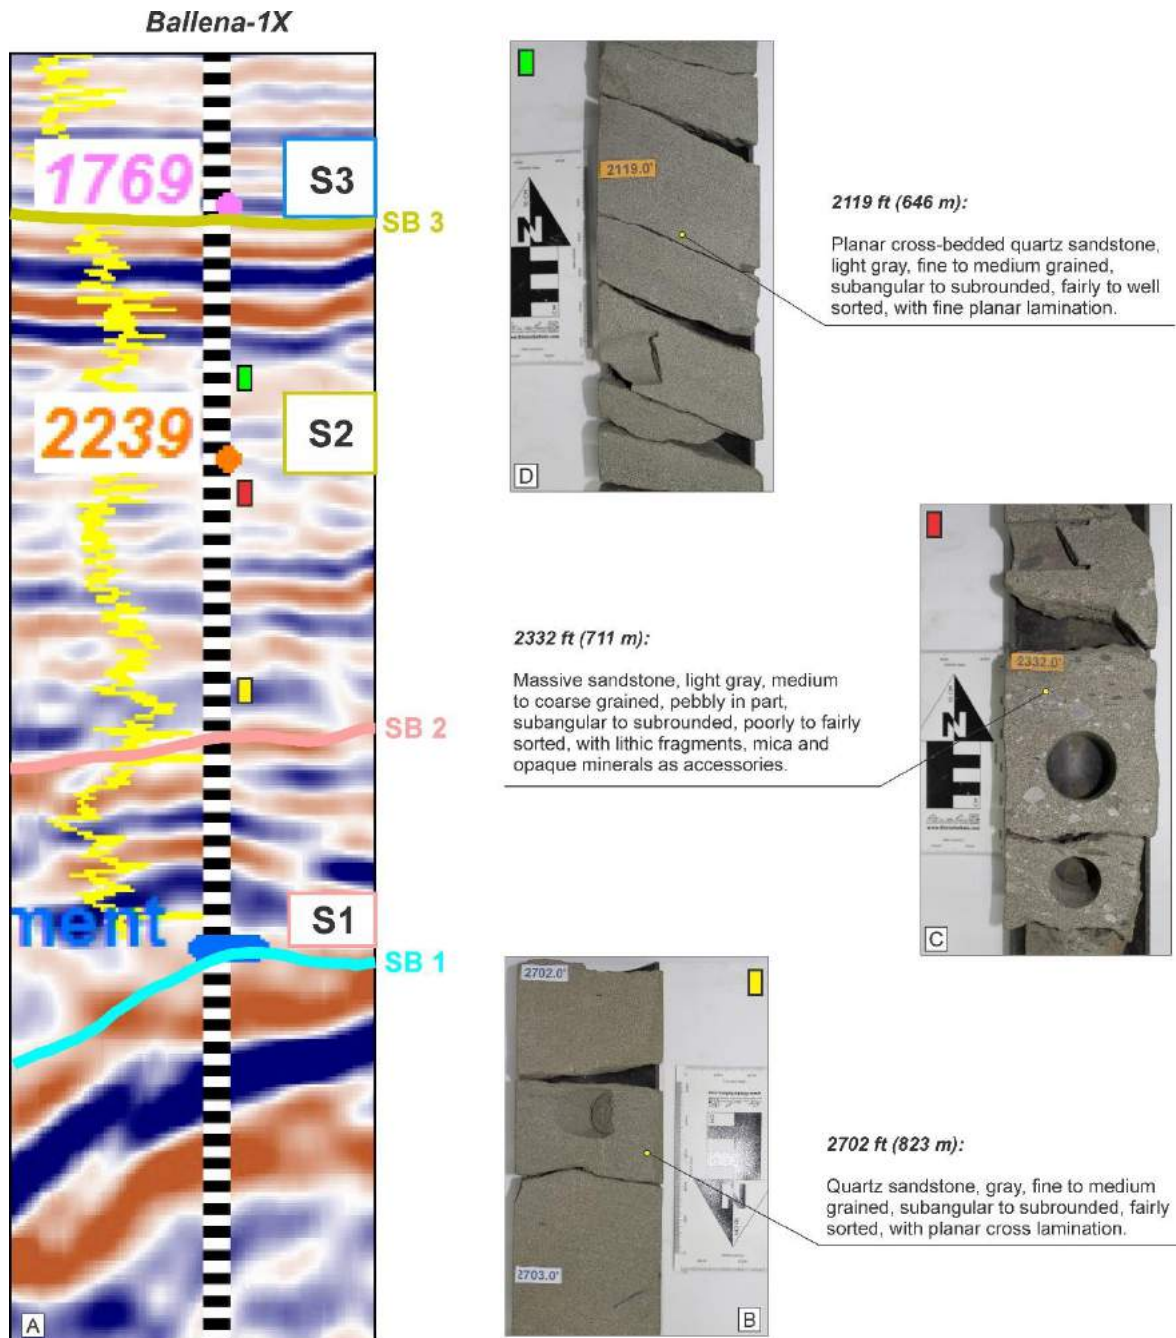 Ballena-1X
1769
S3
SB 3
2239
S2
SB 2
ment
S1
SB 1
A
2119.0'
D
2119 ft (646 m):
Planar cross-bedded quartz sandstone,
light gray, fine to medium grained,
subangular to subrounded, fairly to well
sorted, with fine planar lamination.
2332 ft (711 m):
Massive sandstone, light gray, medium
to coarse grained, pebbly in part,
subangular to subrounded, poorly to fairly
sorted, with lithic fragments, mica and
opaque minerals as accessories.
2332.0'
C
2702.0'
2703.0'
B
2702 ft (823 m):
Quartz sandstone, gray, fine to medium
grained, subangular to subrounded, fairly
sorted, with planar cross lamination.